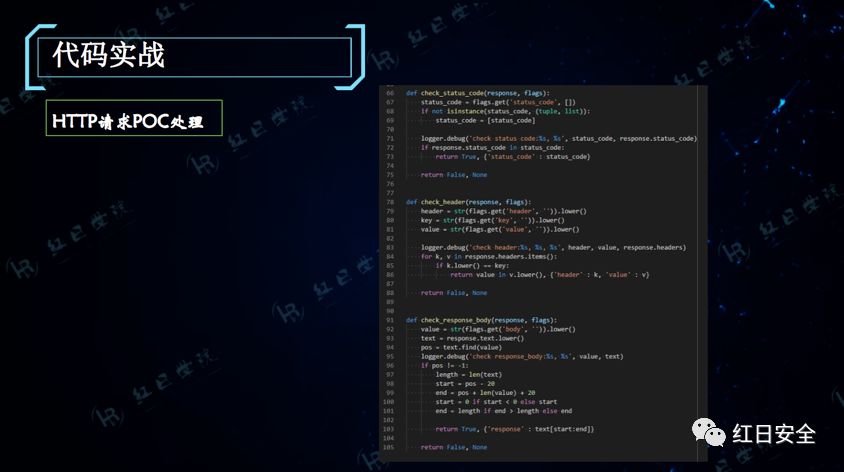 代码实战
HTTP请求POC处理
66 def check_status_code(response, flags):
67 status_code = flags.get('status_code', [])
68 if not isinstance(status_code, (tuple, list)):
69 status_code = [status_code]
70
71 logger.debug('check status code:%s, %s', status_code, response.status_code)
72 if response.status_code in status_code:
73 return True, {'status_code' : status_code}
74
75 return False, None
76
77
78 def check_header(response, flags):
79 header = str(flags.get('header', '')).lower()
80 key = str(flags.get('key', '')).lower()
81 value = str(flags.get('value', '')).lower()
82
83 logger.debug('check header:%s, %s, %s', header, value, response.headers)
84 for k, v in response.headers.items():
85 if k.lower() == key:
86 return value in v.lower(), {'header' : k, 'value' : v}
87
88 return False, None
89
90
91 def check_response_body(response, flags):
92 value = str(flags.get('body', '')).lower()
93 text = response.text.lower()
94 pos = text.find(value)
95 logger.debug('check response_body:%s, %s', value, text)
96 if pos != -1:
97 length = len(text)
98 start = pos - 20
99 end = pos + len(value) + 20
100 start = 0 if start < 0 else start
101 end = length if end > length else end
102
103 return True, {'response' : text[start:end]}
104
105 return False, None
红日安全